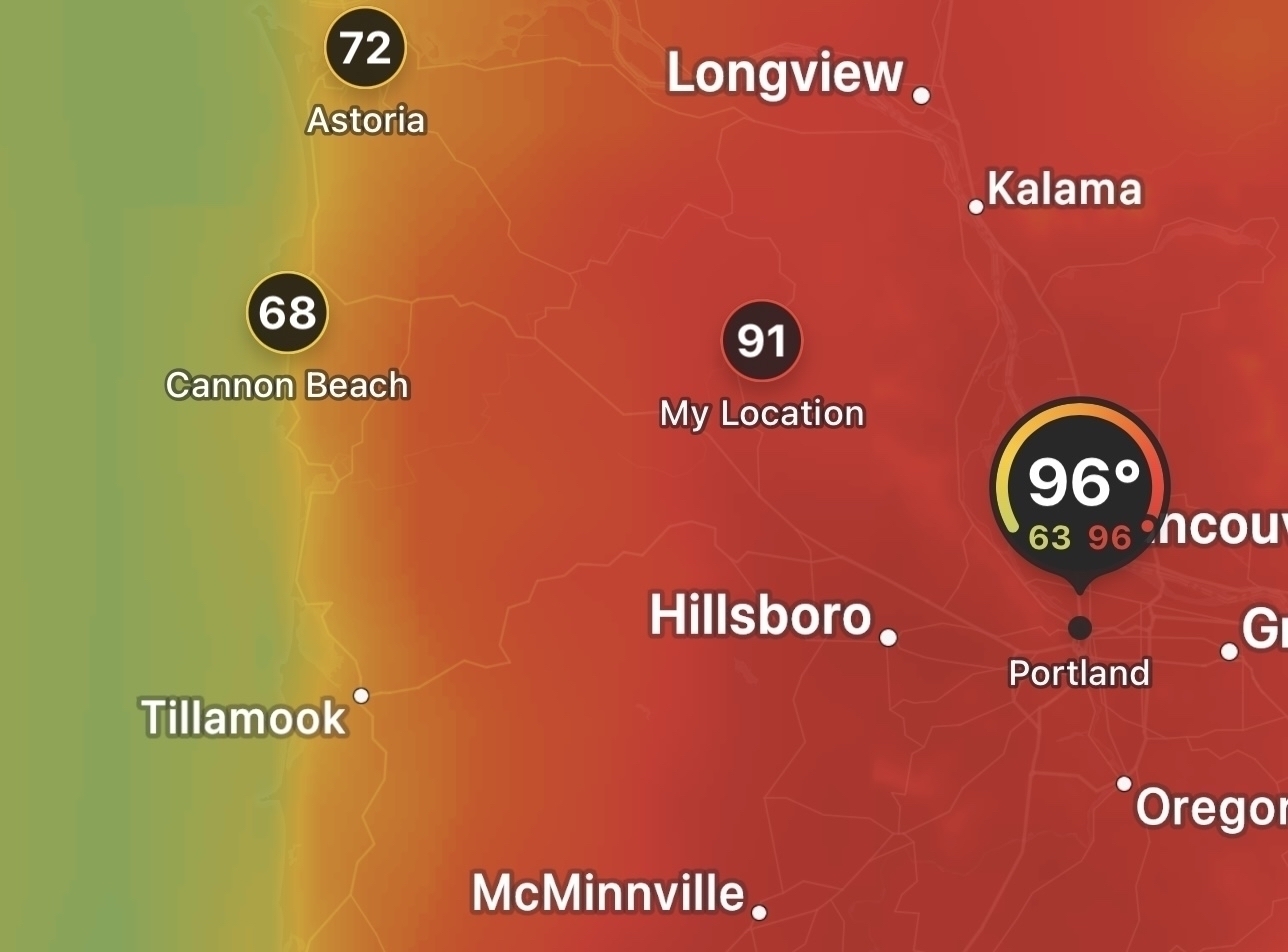 72
Astoria
Longview
Kalama
68
Cannon Beach
91
My Location
96°
63 96
Hillsboro
Portland
Tillamook
McMinnville